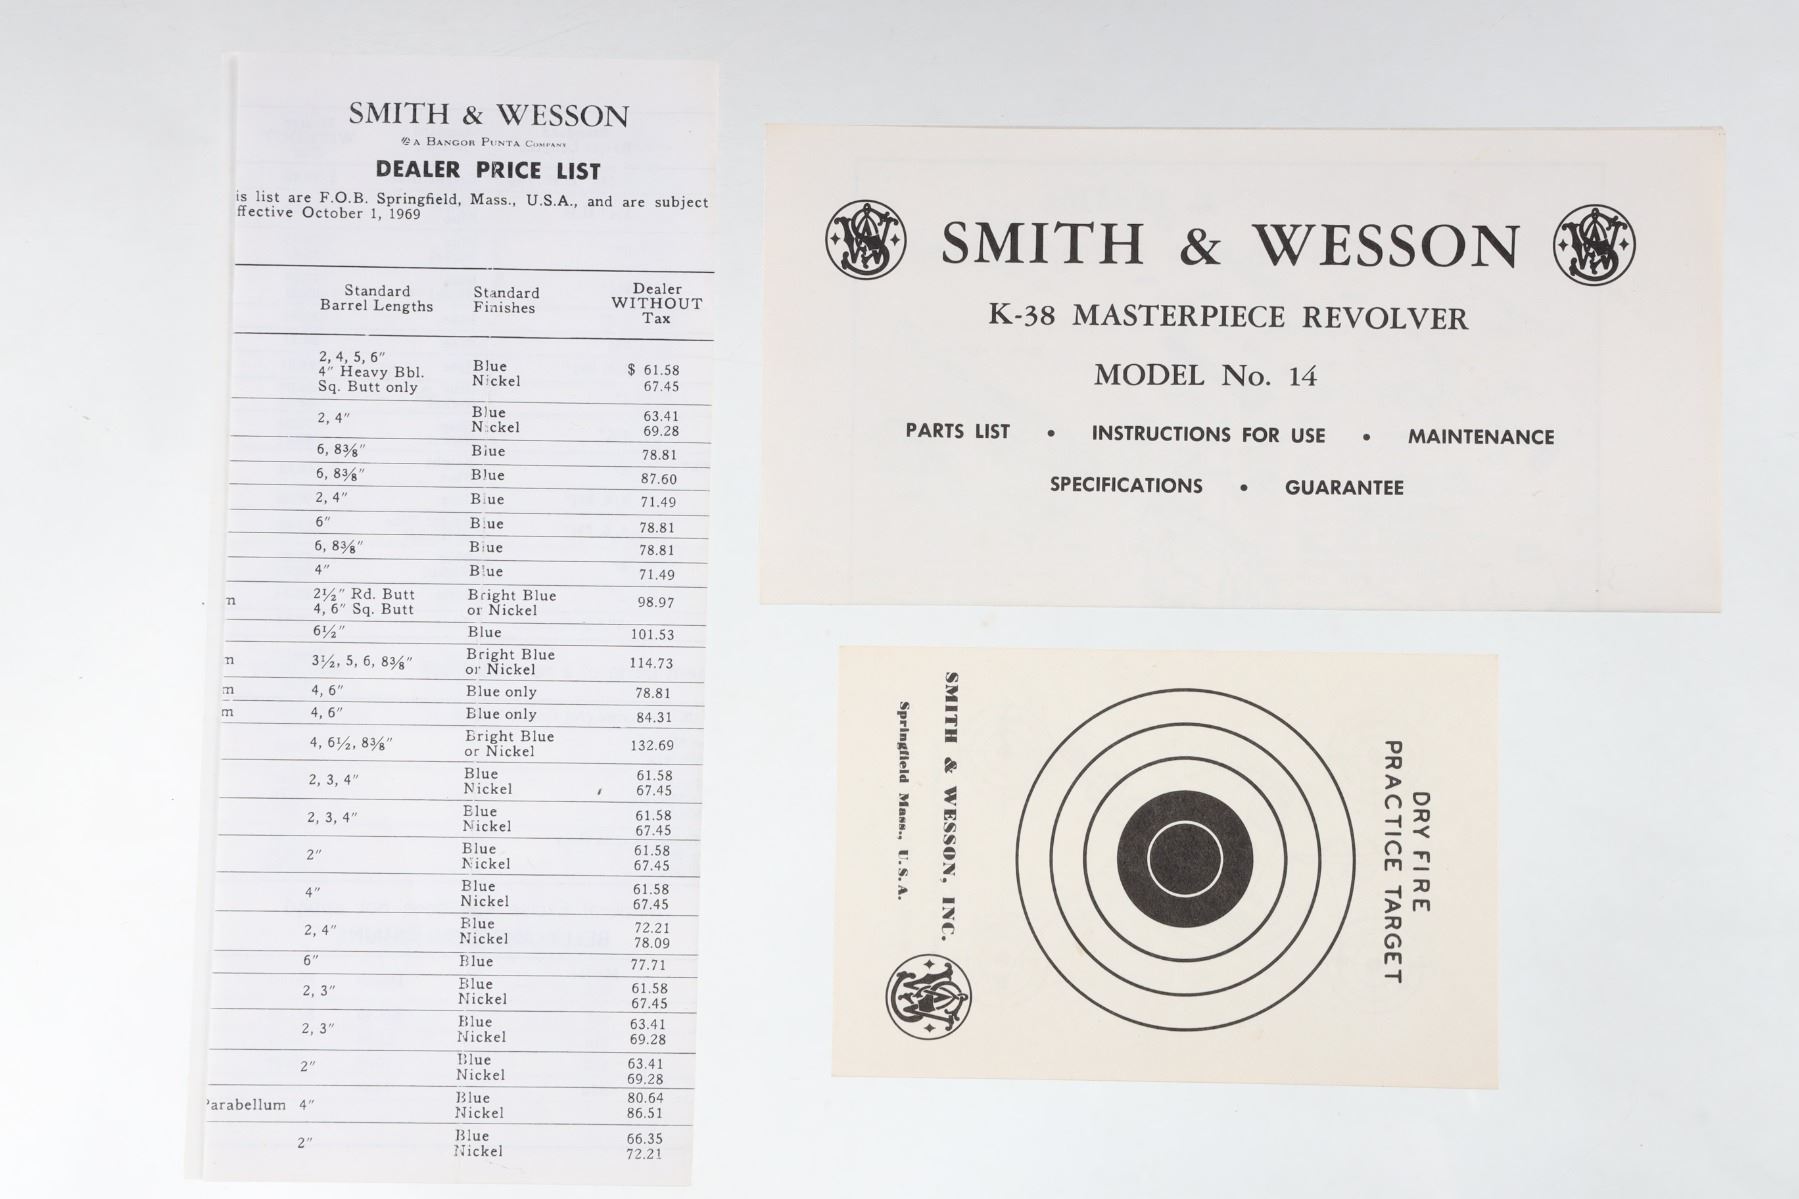 SMITH & WESSON
A BANGOR PUNTA COMPANY
DEALER PRICE LIST
is list are F.O.B. Springfield, Mass., U.S.A., and are subject
ffective October 1, 1969
Standard Standard Dealer
Barrel Lengths Finishes WITHOUT
Tax
2, 4, 5, 6″
4″ Heavy Bbl. Blue $ 61.58
Sq. Butt only Nickel 67.45
2, 4″ Blue 63.41
Nickel 69.28
6, 8⅜″ Blue 78.81
6, 8⅜″ Blue 87.60
2, 4″ Blue 71.49
6″ Blue 78.81
6, 8⅜″ Blue 78.81
4″ Blue 71.49
m 2½″ Rd. Butt Bright Blue 98.97
4, 6″ Sq. Butt or Nickel
6½″ Blue 101.53
m 3½, 5, 6, 8⅜″ Bright Blue 114.73
or Nickel
m 4, 6″ Blue only 78.81
m 4, 6″ Blue only 84.31
4, 6½, 8⅜″ Bright Blue 132.69
or Nickel
2, 3, 4″ Blue 61.58
Nickel 67.45
2, 3, 4″ Blue 61.58
Nickel 67.45
2″ Blue 61.58
Nickel 67.45
4″ Blue 61.58
Nickel 67.45
2, 4″ Blue 72.21
Nickel 78.09
6″ Blue 77.71
2, 3″ Blue 61.58
Nickel 67.45
2, 3″ Blue 63.41
Nickel 69.28
2″ Blue 63.41
Nickel 69.28
Parabellum 4″ Blue 80.64
Nickel 86.51
2″ Blue 66.35
Nickel 72.21
SMITH & WESSON
K-38 MASTERPIECE REVOLVER
MODEL No. 14
PARTS LIST • INSTRUCTIONS FOR USE • MAINTENANCE
SPECIFICATIONS • GUARANTEE
DRY FIRE
PRACTICE TARGET
SMITH & WESSON, INC.
Springfield Mass., U.S.A.